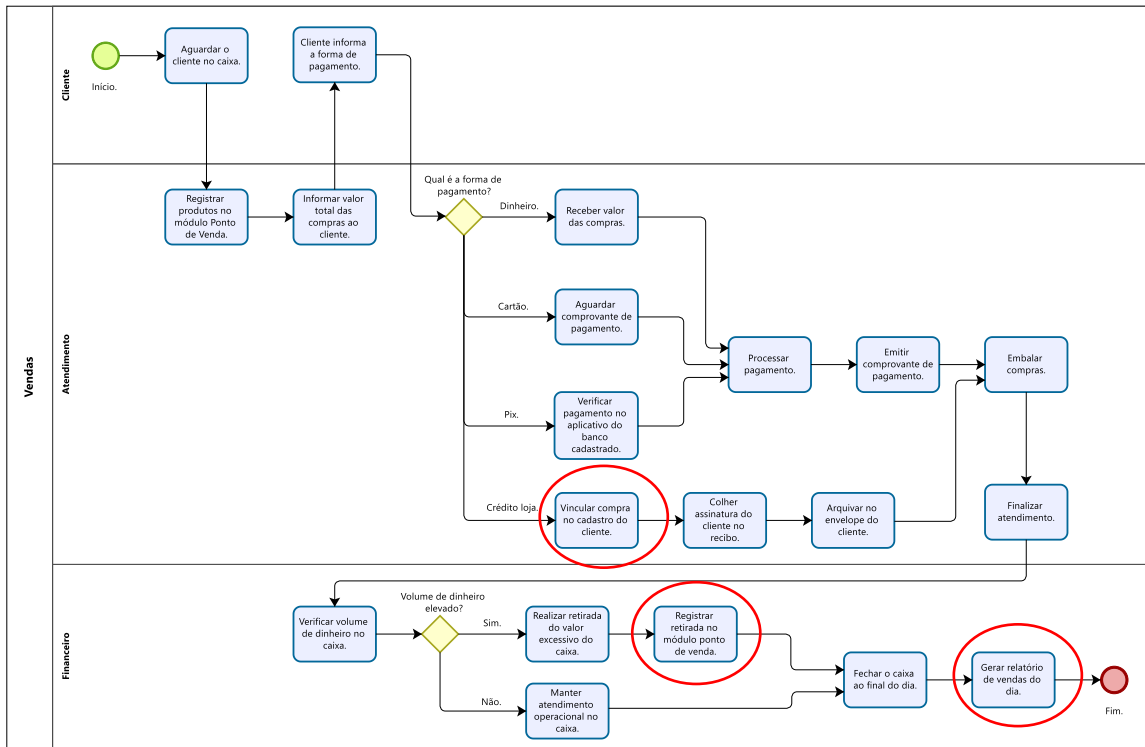 Vendas
Cliente
Início.
Aguardar o
cliente no caixa.
Cliente informa
a forma de
pagamento.
Atendimento
Registrar
produtos no
módulo Ponto
de Venda.
Informar valor
total das
compras ao
cliente.
Qual é a forma de
pagamento?
Dinheiro.
Receber valor
das compras.
Cartão.
Aguardar
comprovante de
pagamento.
Pix.
Verificar
pagamento no
aplicativo do
banco
cadastrado.
Processar
pagamento.
Emitir
comprovante de
pagamento.
Embalar
compras.
Crédito loja.
Vincular compra
no cadastro do
cliente.
Colher
assinatura do
cliente no
recibo.
Arquivar no
envelope do
cliente.
Finalizar
atendimento.
Financeiro
Verificar volume
de dinheiro no
caixa.
Volume de dinheiro
elevado?
Sim.
Realizar retirada
do valor
excessivo do
caixa.
Registrar
retirada no
módulo ponto
de venda.
Não.
Manter
atendimento
operacional no
caixa.
Fechar o caixa
ao final do dia.
Gerar relatório
de vendas do
dia.
Fim.